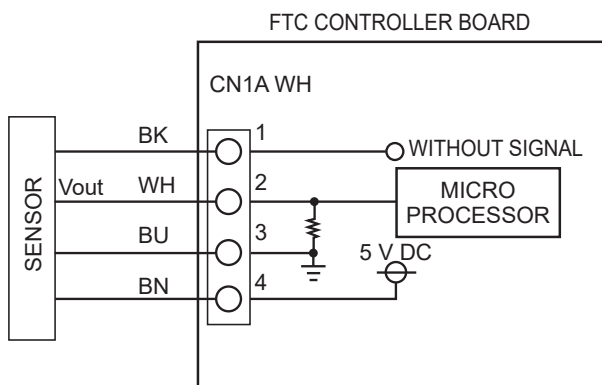 FTC CONTROLLER BOARD
CN1A WH
SENSOR
BK
1
WITHOUT SIGNAL
Vout
WH
2
MICRO
PROCESSOR
BU
3
5 V DC
BN
4